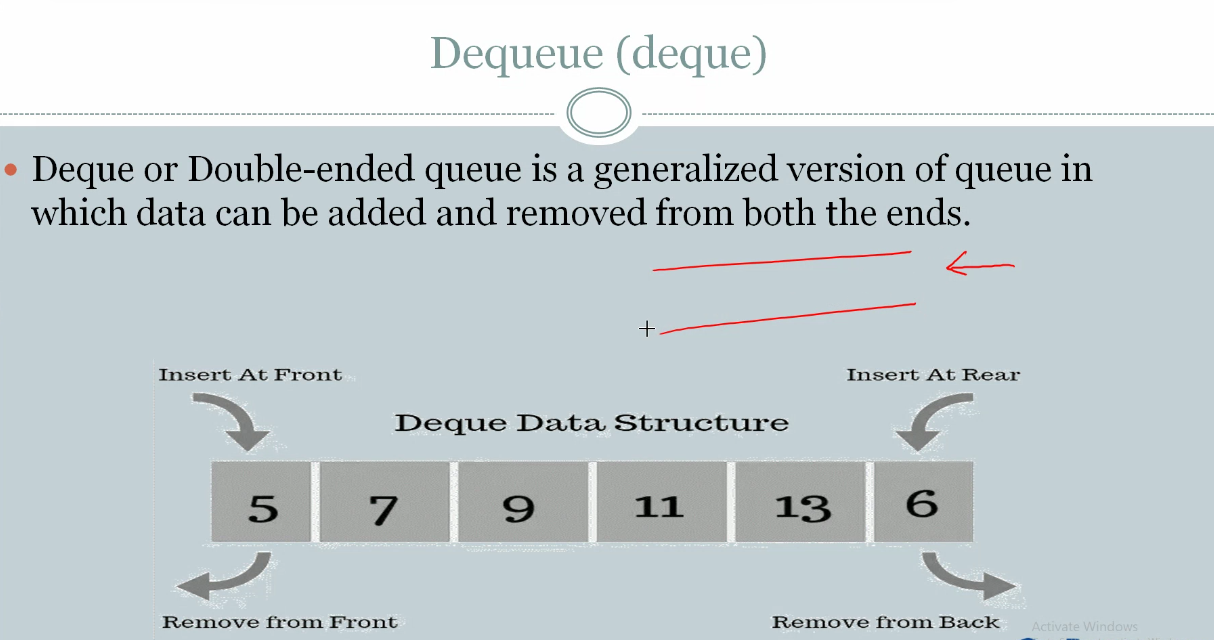 Dequeue (deque)
Deque or Double-ended queue is a generalized version of queue in
which data can be added and removed from both the ends.
Insert At Front
Insert At Rear
Deque Data Structure
5 7 9 11 13 6
Remove from Front
Remove from Back
Activate Windows